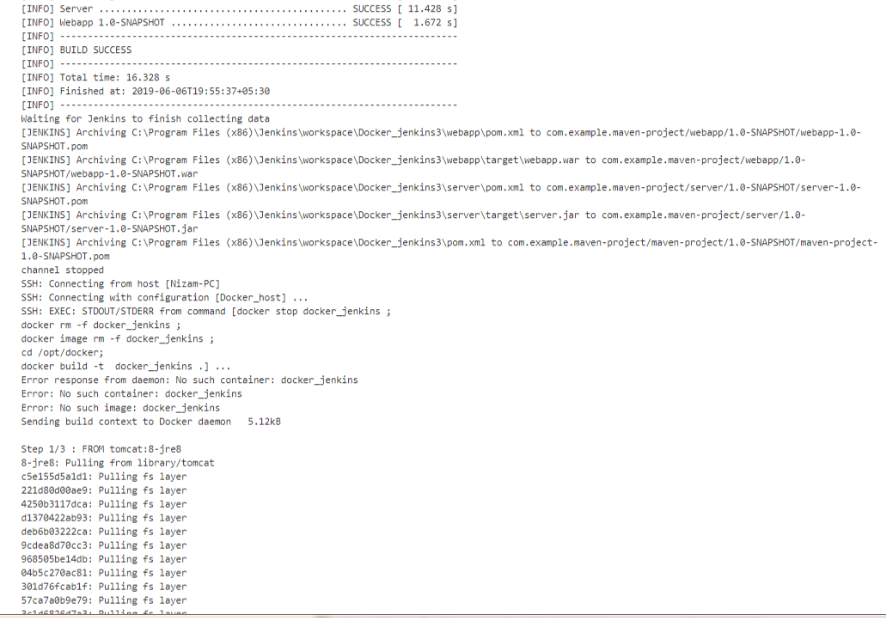 [INFO] Server ............................................. SUCCESS [ 11.428 s]
[INFO] Webapp 1.0-SNAPSHOT ................................ SUCCESS [  1.672 s]
[INFO] ------------------------------------------------------------------------
[INFO] BUILD SUCCESS
[INFO] ------------------------------------------------------------------------
[INFO] Total time: 16.328 s
[INFO] Finished at: 2019-06-06T19:55:37+05:30
[INFO] ------------------------------------------------------------------------
Waiting for Jenkins to finish collecting data
[JENKINS] Archiving C:\Program Files (x86)\Jenkins\workspace\Docker_jenkins3\webapp\pom.xml to com.example.maven-project/webapp/1.0-SNAPSHOT/webapp-1.0-
SNAPSHOT.pom
[JENKINS] Archiving C:\Program Files (x86)\Jenkins\workspace\Docker_jenkins3\webapp\target\webapp.war to com.example.maven-project/webapp/1.0-
SNAPSHOT/webapp-1.0-SNAPSHOT.war
[JENKINS] Archiving C:\Program Files (x86)\Jenkins\workspace\Docker_jenkins3\server\pom.xml to com.example.maven-project/server/1.0-SNAPSHOT/server-1.0-
SNAPSHOT.pom
[JENKINS] Archiving C:\Program Files (x86)\Jenkins\workspace\Docker_jenkins3\server\target\server.jar to com.example.maven-project/server/1.0-
SNAPSHOT/server-1.0-SNAPSHOT.jar
[JENKINS] Archiving C:\Program Files (x86)\Jenkins\workspace\Docker_jenkins3\pom.xml to com.example.maven-project/maven-project/1.0-SNAPSHOT/maven-project-
1.0-SNAPSHOT.pom
channel stopped
SSH: Connecting from host [Nizam-PC]
SSH: Connecting with configuration [Docker_host] ...
SSH: EXEC: STDOUT/STDERR from command [docker stop docker_jenkins ;
docker rm -f docker_jenkins ;
docker image rm -f docker_jenkins ;
cd /opt/docker;
docker build -t  docker_jenkins .] ...
Error response from daemon: No such container: docker_jenkins
Error: No such container: docker_jenkins
Error: No such image: docker_jenkins
Sending build context to Docker daemon   5.12kB
Step 1/3 : FROM tomcat:8-jre8
8-jre8: Pulling from library/tomcat
c5e155d5a1d1: Pulling fs layer
221d80d00ae9: Pulling fs layer
4250b3117dca: Pulling fs layer
d1370422ab93: Pulling fs layer
deb6b03222ca: Pulling fs layer
9cdea8d70cc3: Pulling fs layer
968505be14db: Pulling fs layer
04b5c270ac81: Pulling fs layer
301d76fcab1f: Pulling fs layer
57ca7a0b9e79: Pulling fs layer
Pulling fs layer